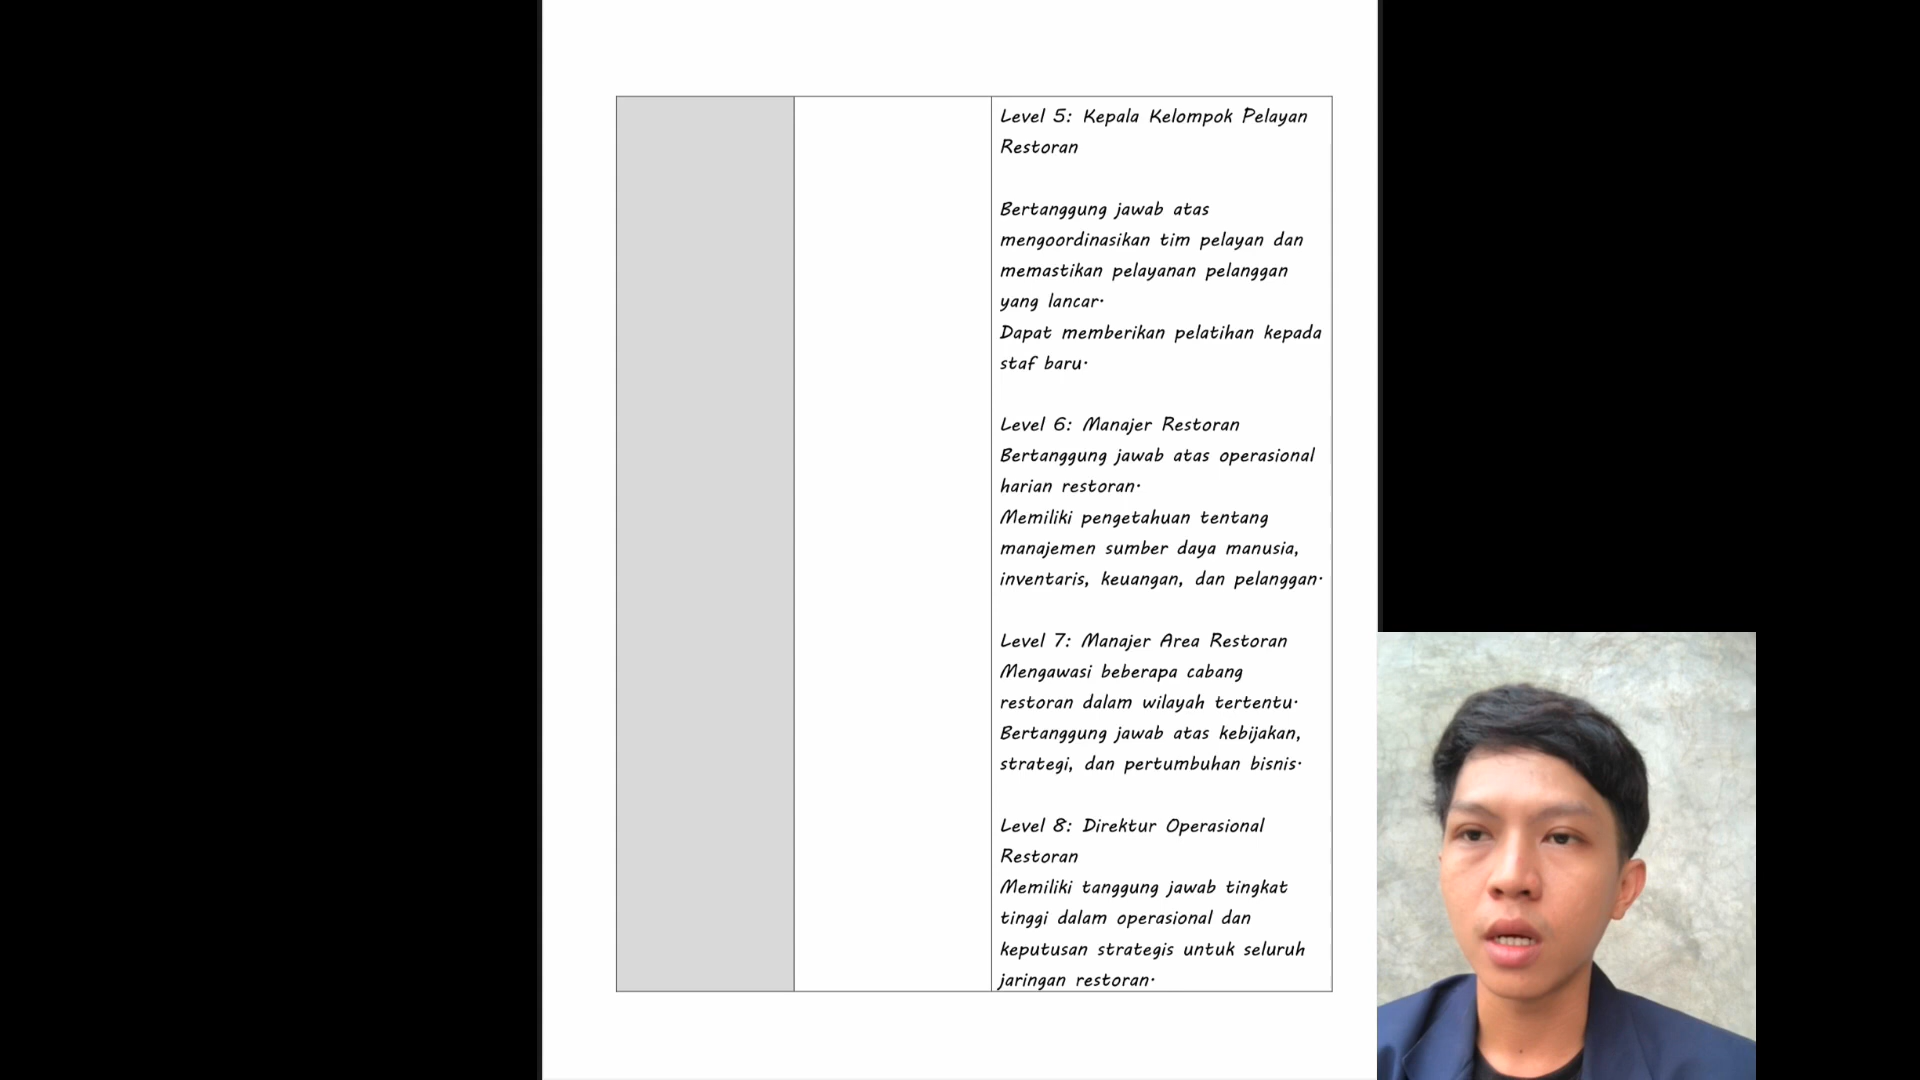 Level 5: Kepala Kelompok Pelayan
Restoran
Bertanggung jawab atas
mengoordinasikan tim pelayan dan
memastikan pelayanan pelanggan
yang lancar.
Dapat memberikan pelatihan kepada
staf baru.
Level 6: Manajer Restoran
Bertanggung jawab atas operasional
harian restoran.
Memiliki pengetahuan tentang
manajemen sumber daya manusia,
inventaris, keuangan, dan pelanggan.
Level 7: Manajer Area Restoran
Mengawasi beberapa cabang
restoran dalam wilayah tertentu.
Bertanggung jawab atas kebijakan,
strategi, dan pertumbuhan bisnis.
Level 8: Direktur Operasional
Restoran
Memiliki tanggung jawab tingkat
tinggi dalam operasional dan
keputusan strategis untuk seluruh
jaringan restoran.